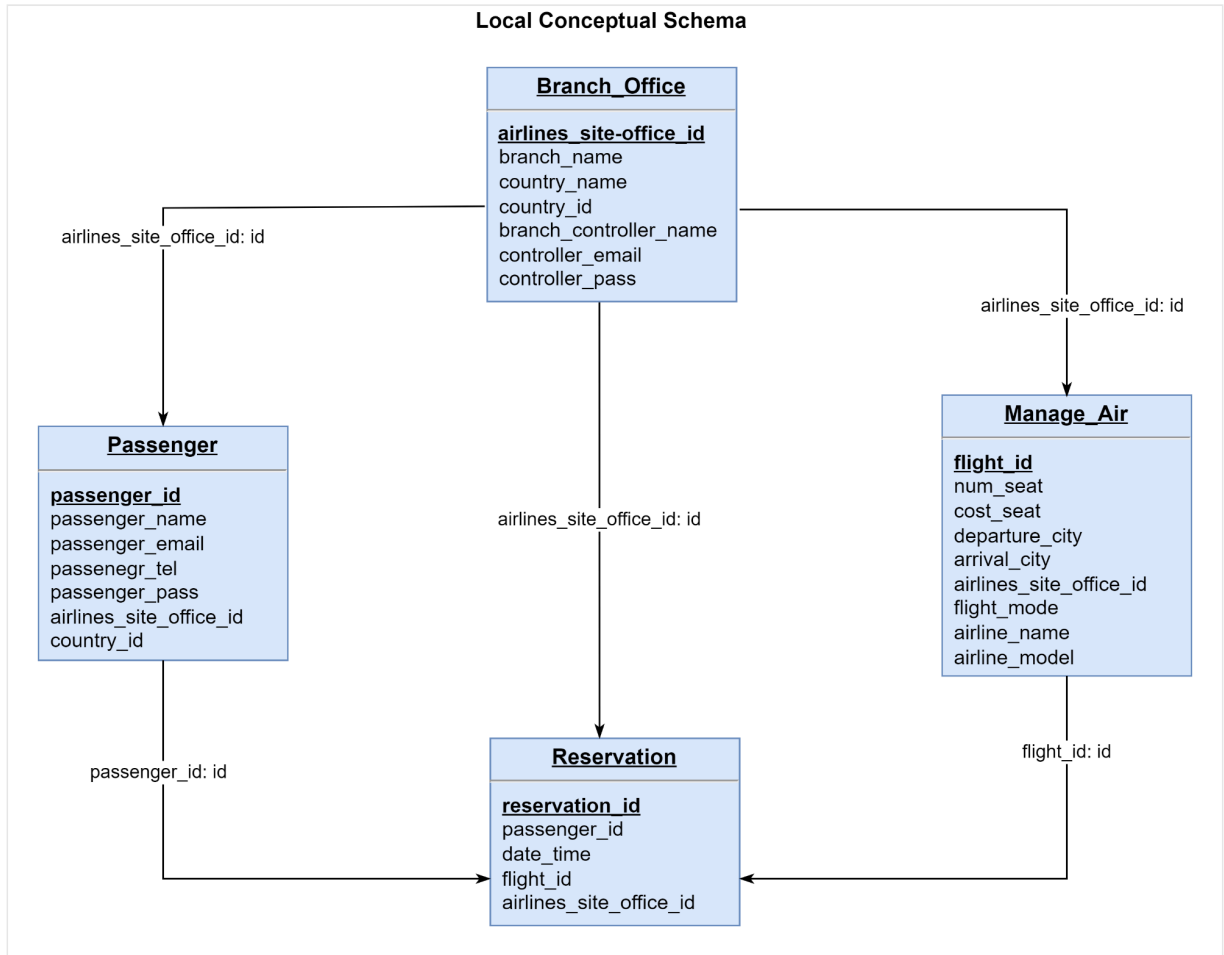 Local Conceptual Schema
Branch_Office
airlines_site-office_id
branch_name
country_name
country_id
branch_controller_name
controller_email
controller_pass
airlines_site_office_id: id
airlines_site_office_id: id
airlines_site_office_id: id
Passenger
passenger_id
passenger_name
passenger_email
passenegr_tel
passenger_pass
airlines_site_office_id
country_id
Manage_Air
flight_id
num_seat
cost_seat
departure_city
arrival_city
airlines_site_office_id
flight_mode
airline_name
airline_model
passenger_id: id
flight_id: id
Reservation
reservation_id
passenger_id
date_time
flight_id
airlines_site_office_id